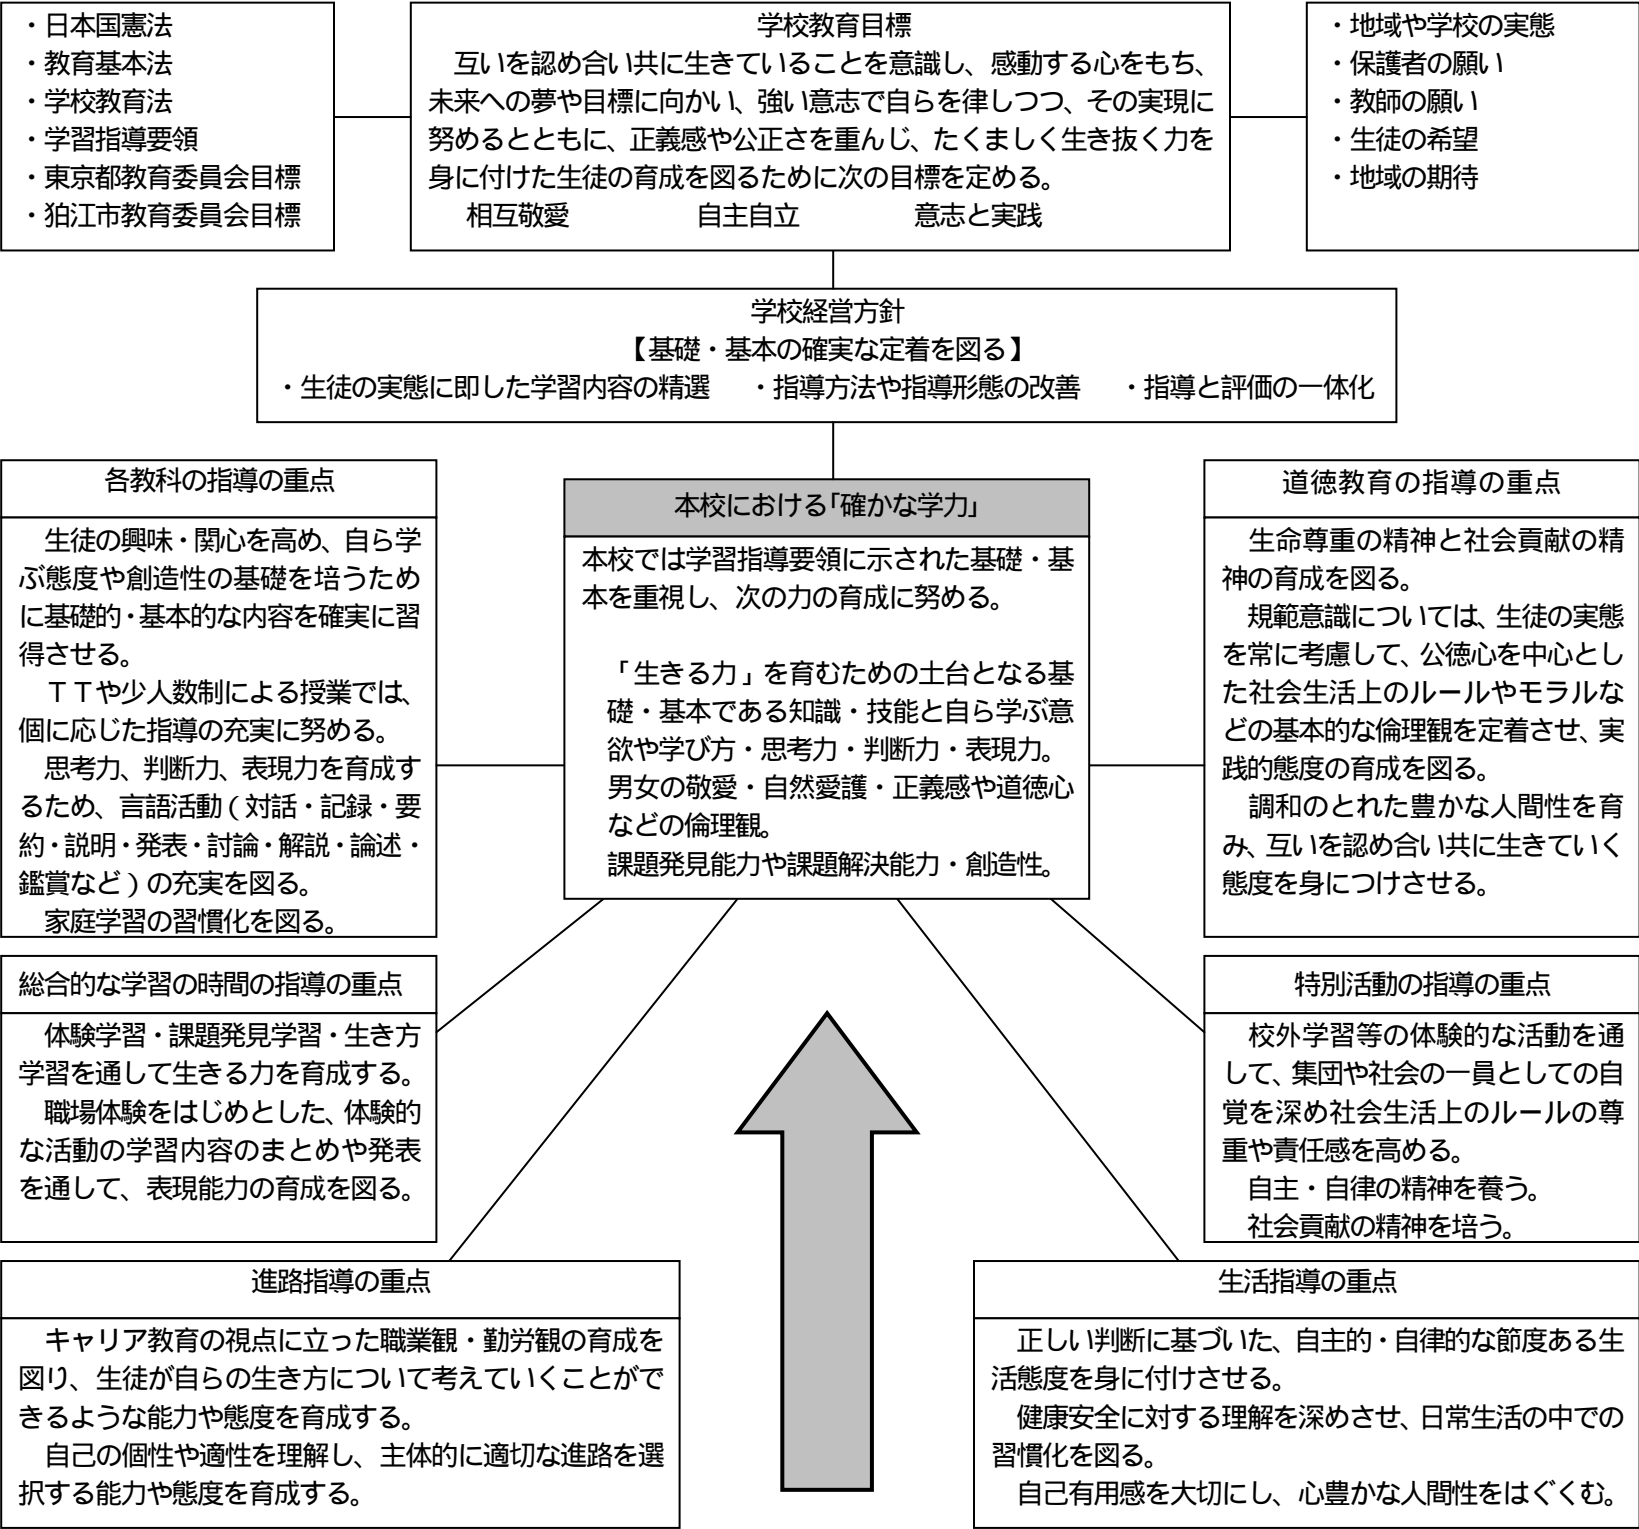 ・日本国憲法
・教育基本法
・学校教育法
・学習指導要領
・東京都教育委員会目標
・狛江市教育委員会目標
学校教育目標
互いを認め合い共に生きていることを意識し、感動する心をもち、
未来への夢や目標に向かい、強い意志で自らを律しつつ、その実現に
努めるとともに、正義感や公正さを重んじ、たくましく生き抜く力を
身に付けた生徒の育成を図るために次の目標を定める。
相互敬愛　自主自立　意志と実践
・地域や学校の実態
・保護者の願い
・教師の願い
・生徒の希望
・地域の期待
学校経営方針
【基礎・基本の確実な定着を図る】
・生徒の実態に即した学習内容の精選　・指導方法や指導形態の改善　・指導と評価の一体化
各教科の指導の重点
生徒の興味・関心を高め、自ら学
ぶ態度や創造性の基礎を培うため
に基礎的・基本的な内容を確実に習
得させる。
ＴＴや少人数制による授業では、
個に応じた指導の充実に努める。
思考力、判断力、表現力を育成す
るため、言語活動（対話・記録・要
約・説明・発表・討論・解説・論述・
鑑賞など）の充実を図る。
家庭学習の習慣化を図る。
本校における「確かな学力」
本校では学習指導要領に示された基礎・基
本を重視し、次の力の育成に努める。
「生きる力」を育むための土台となる基
礎・基本である知識・技能と自ら学ぶ意
欲や学び方・思考力・判断力・表現力。
男女の敬愛・自然愛護・正義感や道徳心
などの倫理観。
課題発見能力や課題解決能力・創造性。
道徳教育の指導の重点
生命尊重の精神と社会貢献の精
神の育成を図る。
規範意識については、生徒の実態
を常に考慮して、公徳心を中心とし
た社会生活上のルールやモラルな
どの基本的な倫理観を定着させ、実
践的態度の育成を図る。
調和のとれた豊かな人間性を育
み、互いを認め合い共に生きていく
態度を身につけさせる。
総合的な学習の時間の指導の重点
体験学習・課題発見学習・生き方
学習を通して生きる力を育成する。
職場体験をはじめとした、体験的
な活動の学習内容のまとめや発表
を通して、表現能力の育成を図る。
特別活動の指導の重点
校外学習等の体験的な活動を通
して、集団や社会の一員としての自
覚を深め社会生活上のルールの尊
重や責任感を高める。
自主・自律の精神を養う。
社会貢献の精神を培う。
進路指導の重点
キャリア教育の視点に立った職業観・勤労観の育成を
図り、生徒が自らの生き方について考えていくことがで
きるような能力や態度を育成する。
自己の個性や適性を理解し、主体的に適切な進路を選
択する能力や態度を育成する。
生活指導の重点
正しい判断に基づいた、自主的・自律的な節度ある生
活態度を身に付けさせる。
健康安全に対する理解を深めさせ、日常生活の中での
習慣化を図る。
自己有用感を大切にし、心豊かな人間性をはぐくむ。